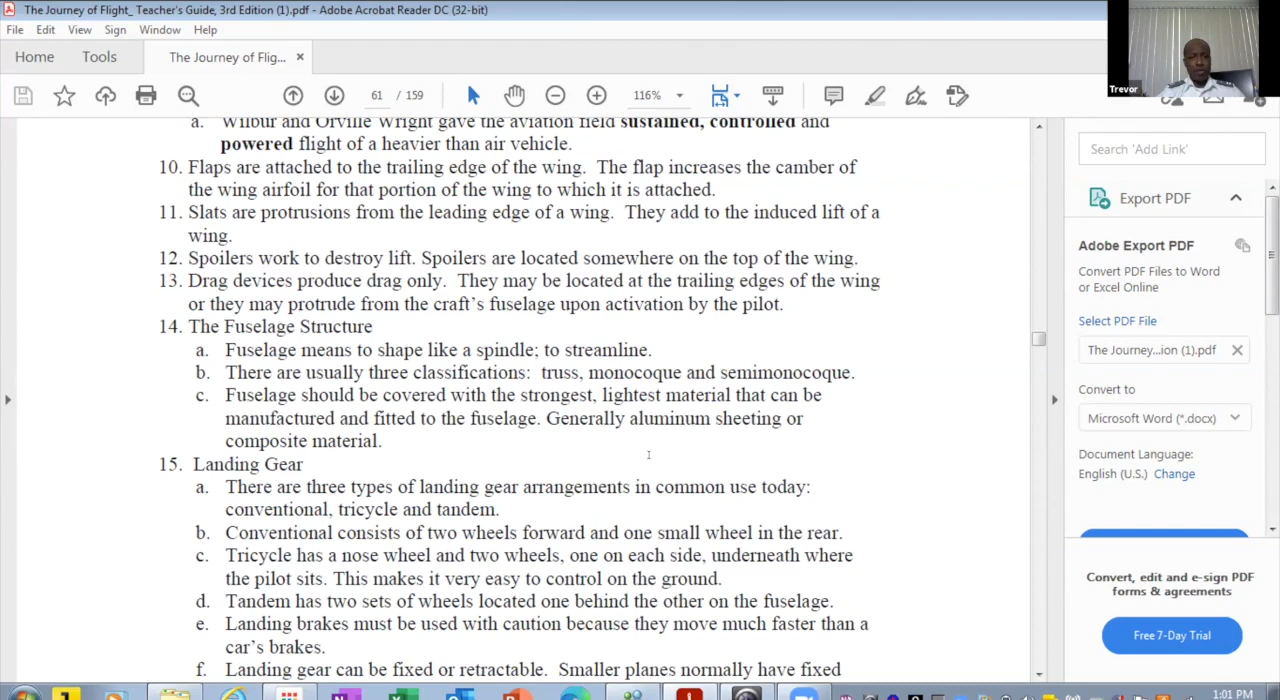 The Journey of Flight_ Teacher's Guide, 3rd Edition (1).pdf - Adobe Acrobat Reader DC (32-bit)
File Edit View Sign Window Help
Home Tools The Journey of Flig... ×
61 / 159 116%
Trevor
a. Wilbur and Orville Wright gave the aviation field sustained, controlled and
powered flight of a heavier than air vehicle.
10. Flaps are attached to the trailing edge of the wing. The flap increases the camber of
the wing airfoil for that portion of the wing to which it is attached.
11. Slats are protrusions from the leading edge of a wing. They add to the induced lift of a
wing.
12. Spoilers work to destroy lift. Spoilers are located somewhere on the top of the wing.
13. Drag devices produce drag only. They may be located at the trailing edges of the wing
or they may protrude from the craft's fuselage upon activation by the pilot.
14. The Fuselage Structure
a. Fuselage means to shape like a spindle; to streamline.
b. There are usually three classifications: truss, monocoque and semimonocoque.
c. Fuselage should be covered with the strongest, lightest material that can be
manufactured and fitted to the fuselage. Generally aluminum sheeting or
composite material.
15. Landing Gear
a. There are three types of landing gear arrangements in common use today:
conventional, tricycle and tandem.
b. Conventional consists of two wheels forward and one small wheel in the rear.
c. Tricycle has a nose wheel and two wheels, one on each side, underneath where
the pilot sits. This makes it very easy to control on the ground.
d. Tandem has two sets of wheels located one behind the other on the fuselage.
e. Landing brakes must be used with caution because they move much faster than a
car's brakes.
f. Landing gear can be fixed or retractable. Smaller planes normally have fixed
Search 'Add Link'
Export PDF
Adobe Export PDF
Convert PDF Files to Word
or Excel Online
Select PDF File
The Journey...ion (1).pdf
Convert to
Microsoft Word (*.docx)
Document Language:
English (U.S.) Change
Convert, edit and e-sign PDF
forms & agreements
Free 7-Day Trial
1:01 PM